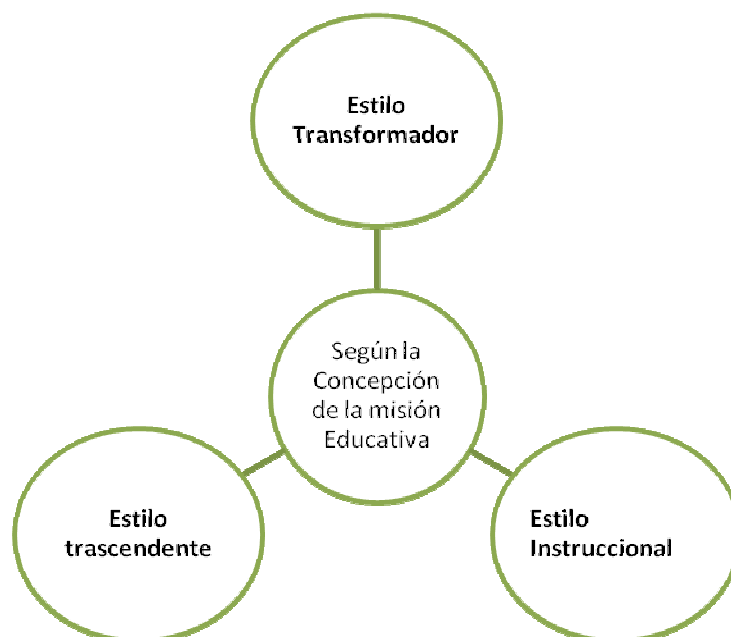 Estilo
Transformador
Según la
Concepción
de la misión
Educativa
Estilo
trascendente
Estilo
Instruccional